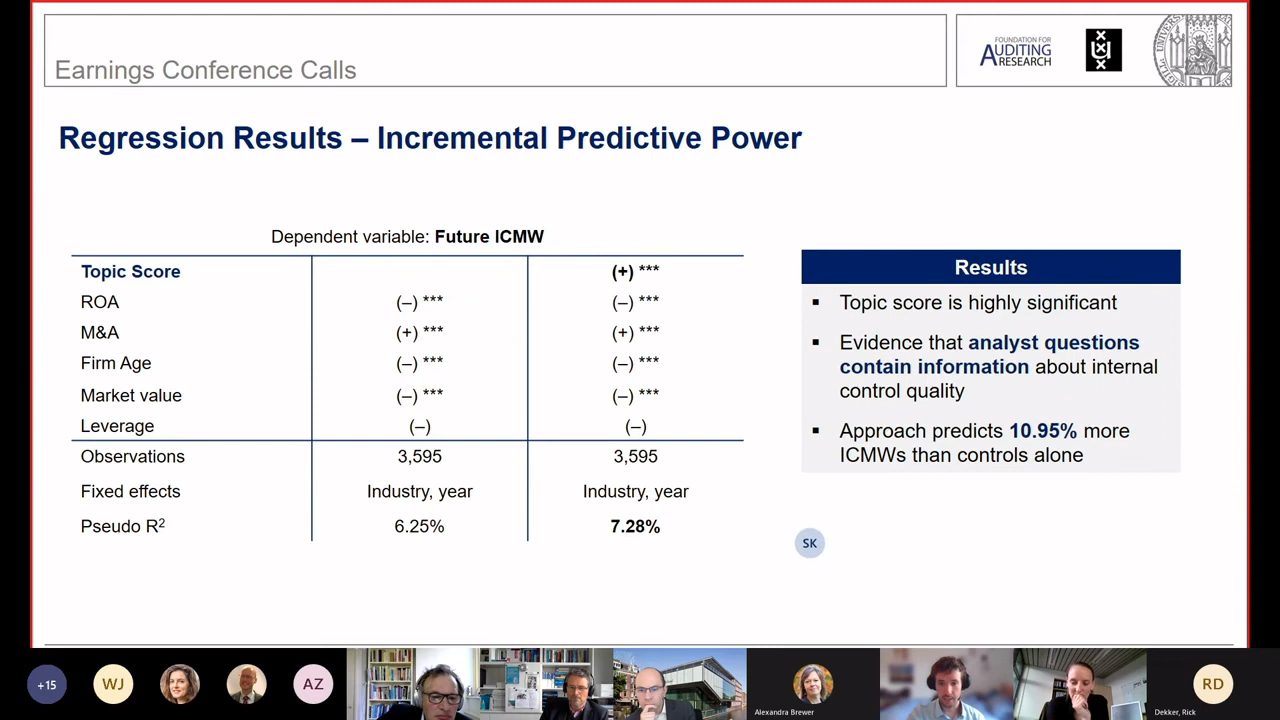 Earnings Conference Calls
FOUNDATION FOR
AUDITING
RESEARCH
Regression Results – Incremental Predictive Power
Dependent variable: Future ICMW
Topic Score (+) ***
ROA (–) *** (–) ***
M&A (+) *** (+) ***
Firm Age (–) *** (–) ***
Market value (–) *** (–) ***
Leverage (–) (–)
Observations 3,595 3,595
Fixed effects Industry, year Industry, year
Pseudo R² 6.25% 7.28%
Results
▪ Topic score is highly significant
▪ Evidence that analyst questions
contain information about internal
control quality
▪ Approach predicts 10.95% more
ICMWs than controls alone
SK
+15
WJ
AZ
Alexandra Brewer
RD
Dekker, Rick